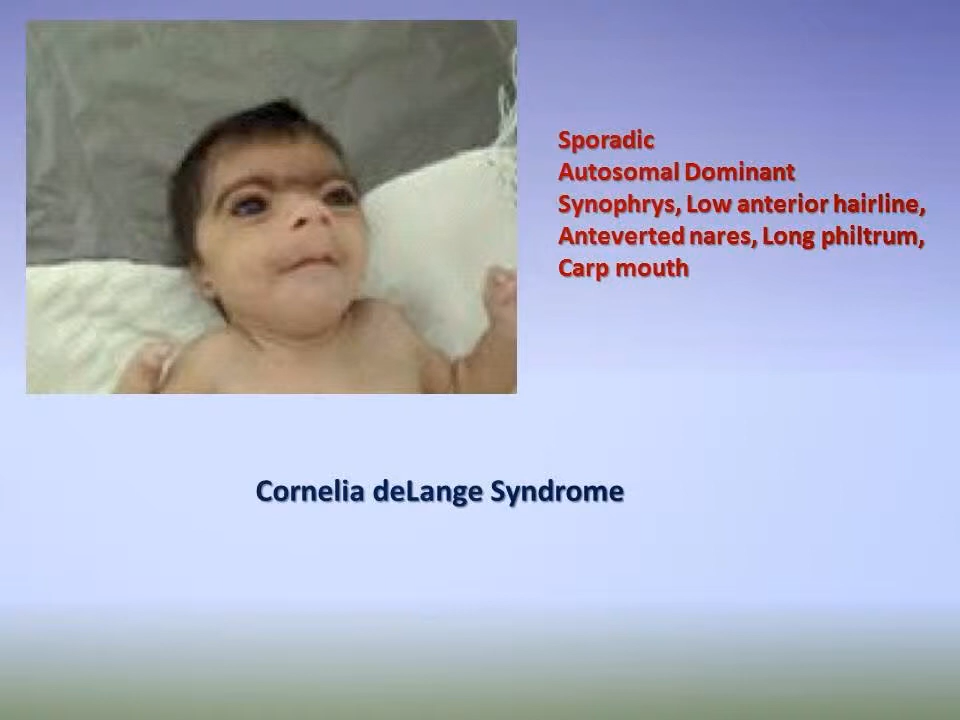 Sporadic
Autosomal Dominant
Synophrys, Low anterior hairline,
Anteverted nares, Long philtrum,
Carp mouth
Cornelia deLange Syndrome